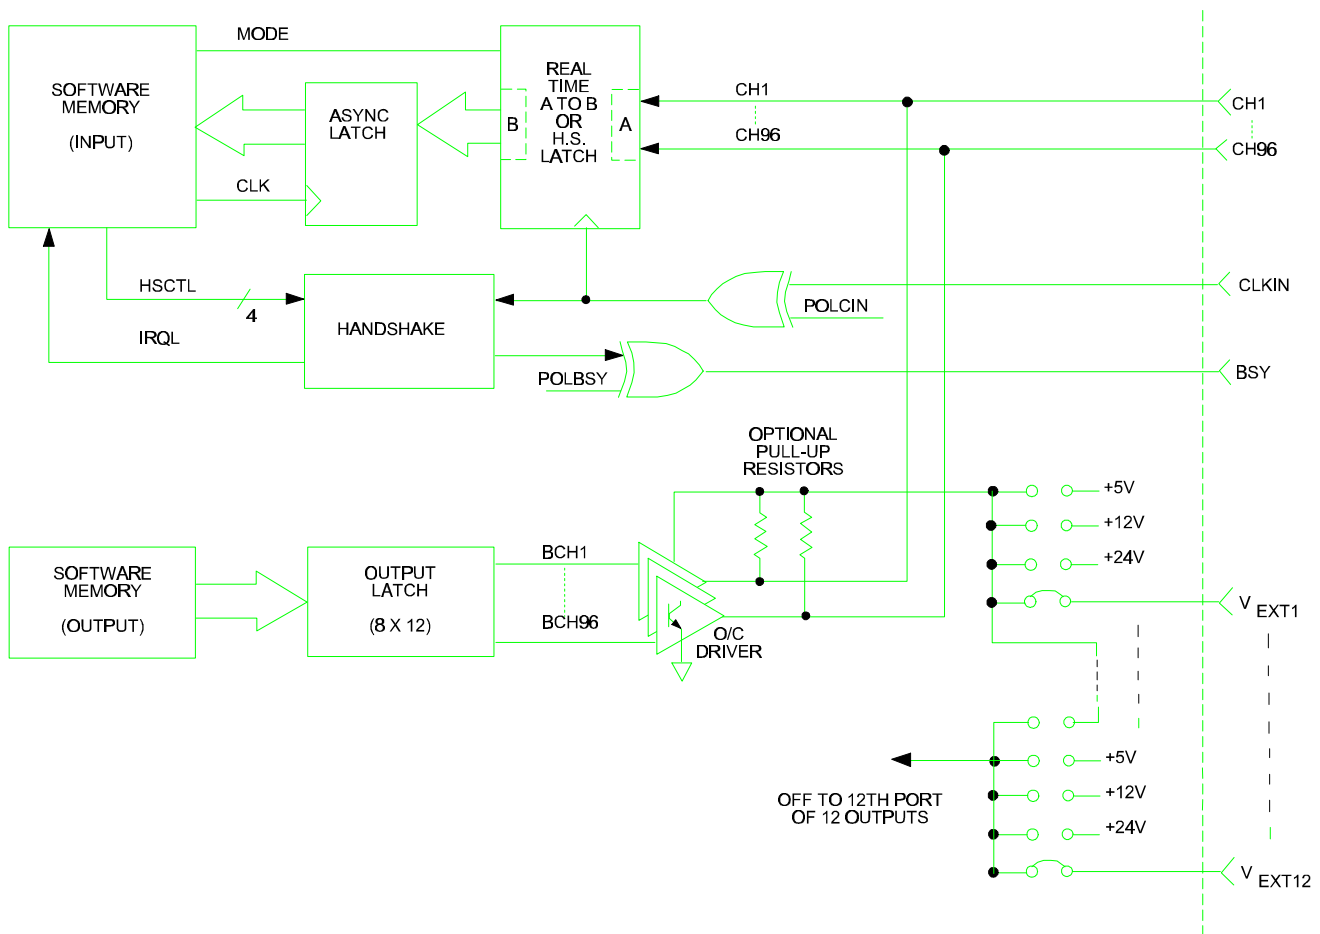 MODE
SOFTWARE
MEMORY
(INPUT)
ASYNC
LATCH
CLK
B
REAL
TIME
A TO B
OR
H.S.
LATCH
A
CH1
CH96
CH1
CH96
HSCTL
4
IRQL
HANDSHAKE
POLCIN
CLKIN
POLBSY
BSY
OPTIONAL
PULL-UP
RESISTORS
+5V
+12V
+24V
V EXT1
SOFTWARE
MEMORY
(OUTPUT)
OUTPUT
LATCH
(8 X 12)
BCH1
BCH96
O/C
DRIVER
+5V
+12V
+24V
OFF TO 12TH PORT
OF 12 OUTPUTS
V EXT12